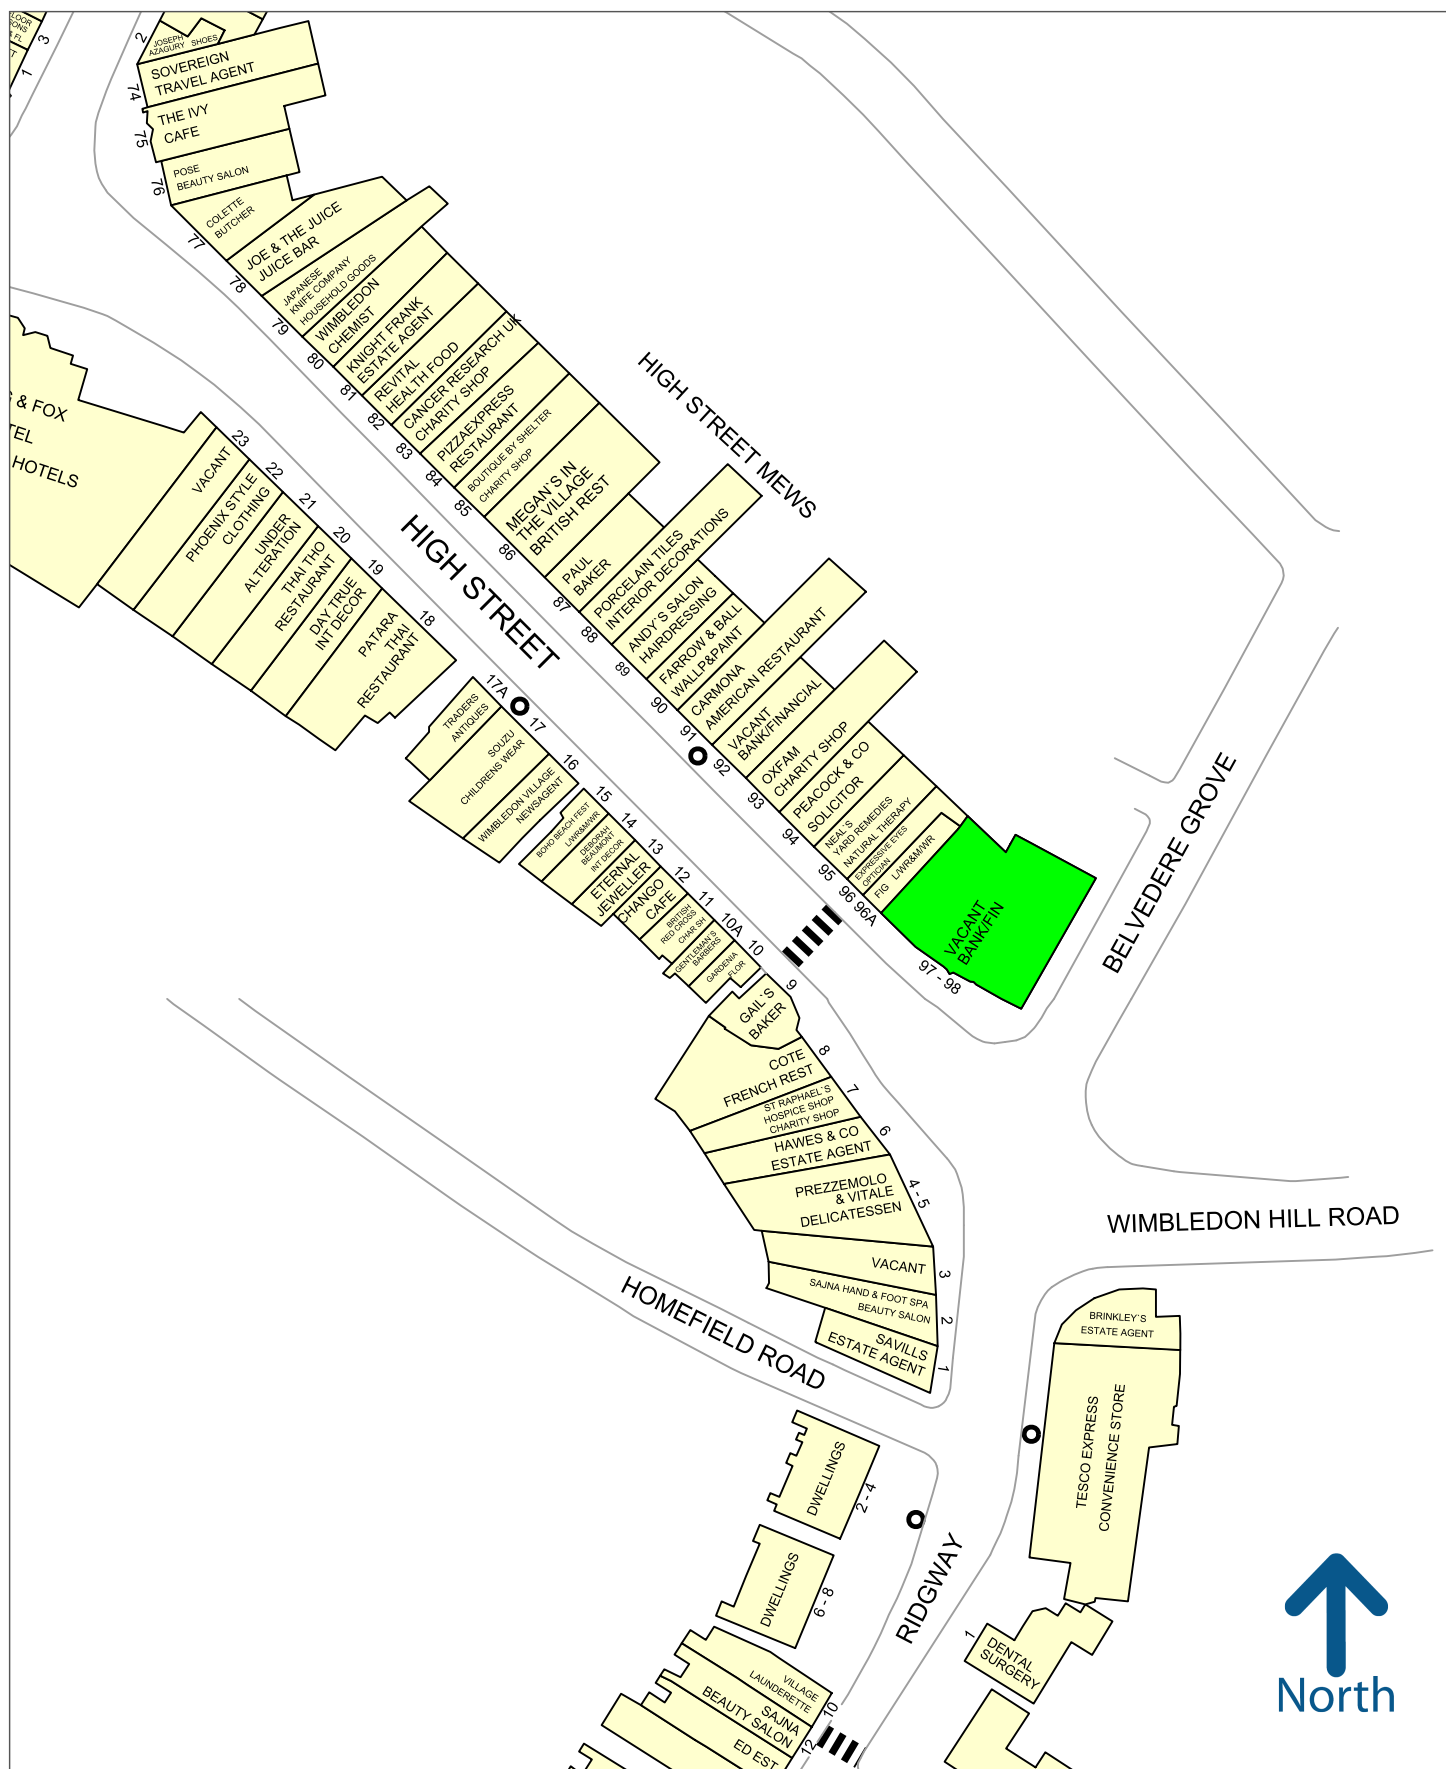 LOOR
ONS
& FL
T
3
1
2
JOSEPH
AZAGURY SHOES
SOVEREIGN
TRAVEL AGENT
74
THE IVY
CAFE
75
POSE
BEAUTY SALON
76
COLETTE
BUTCHER
77
JOE & THE JUICE
JUICE BAR
78
JAPANESE
KNIFE COMPANY
HOUSEHOLD GOODS
79
WIMBLEDON
CHEMIST
80
KNIGHT FRANK
ESTATE AGENT
81
REVITAL
HEALTH FOOD
82
CANCER RESEARCH UK
CHARITY SHOP
83
PIZZAEXPRESS
RESTAURANT
84
BOUTIQUE BY SHELTER
CHARITY SHOP
85
MEGAN`S IN
THE VILLAGE
BRITISH REST
86
PAUL
BAKER
87
PORCELAIN TILES
INTERIOR DECORATIONS
88
ANDY`S SALON
HAIRDRESSING
89
FARROW & BALL
WALLP&PAINT
90
CARMONA
AMERICAN RESTAURANT
91
VACANT
BANK/FINANCIAL
92
OXFAM
CHARITY SHOP
93
PEACOCK & CO
SOLICITOR
94
NEAL`S
YARD REMEDIES
NATURAL THERAPY
95
EXPRESSIVE EYES
OPTICIAN
96
FIG L/WR&M/WR
96A
VACANT
BANK/FIN
97 - 98
HIGH STREET MEWS
HIGH STREET
BELVEDERE GROVE
& FOX
TEL
HOTELS
VACANT
23
PHOENIX STYLE
CLOTHING
22
UNDER
ALTERATION
21
THAI THO
RESTAURANT
20
DAY TRUE
INT DECOR
19
PATARA
THAI
RESTAURANT
18
TRADERS
ANTIQUES
17A
SOUZU
CHILDRENS WEAR
17
WIMBLEDON VILLAGE
NEWSAGENT
16
BOHO BEACH FEST
L/WR&M/WR
15
DEBORAH
BEAUMONT
INT DECOR
14
ETERNAL
JEWELLER
13
CHANGO
CAFE
12
BRITISH
RED CROSS
CHAR SH
11
GENTLEMAN`S
BARBERS
10A
GARDENIA
FLOR
10
GAIL`S
BAKER
9
COTE
FRENCH REST
8
ST RAPHAEL`S
HOSPICE SHOP
CHARITY SHOP
7
HAWES & CO
ESTATE AGENT
6
PREZZEMOLO
& VITALE
DELICATESSEN
4 - 5
VACANT
3
SAJNA HAND & FOOT SPA
BEAUTY SALON
2
SAVILLS
ESTATE AGENT
1
WIMBLEDON HILL ROAD
HOMEFIELD ROAD
BRINKLEY`S
ESTATE AGENT
TESCO EXPRESS
CONVENIENCE STORE
DWELLINGS
2 - 4
DWELLINGS
6 - 8
RIDGWAY
1
DENTAL
SURGERY
VILLAGE
LAUNDERETTE
10
SAJNA
BEAUTY SALON
12
ED EST
North